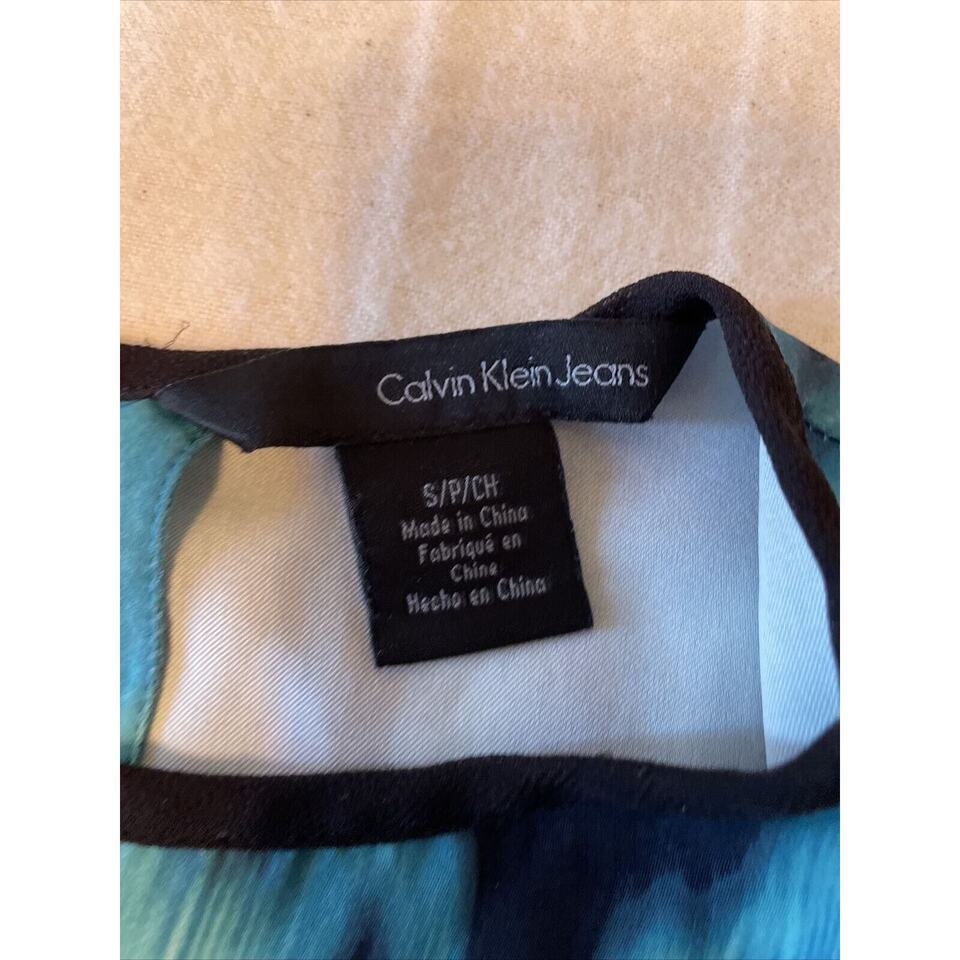 Calvin Klein Jeans
S/P/CH
Made in China
Fabriqué en
Chine
Hecho en China